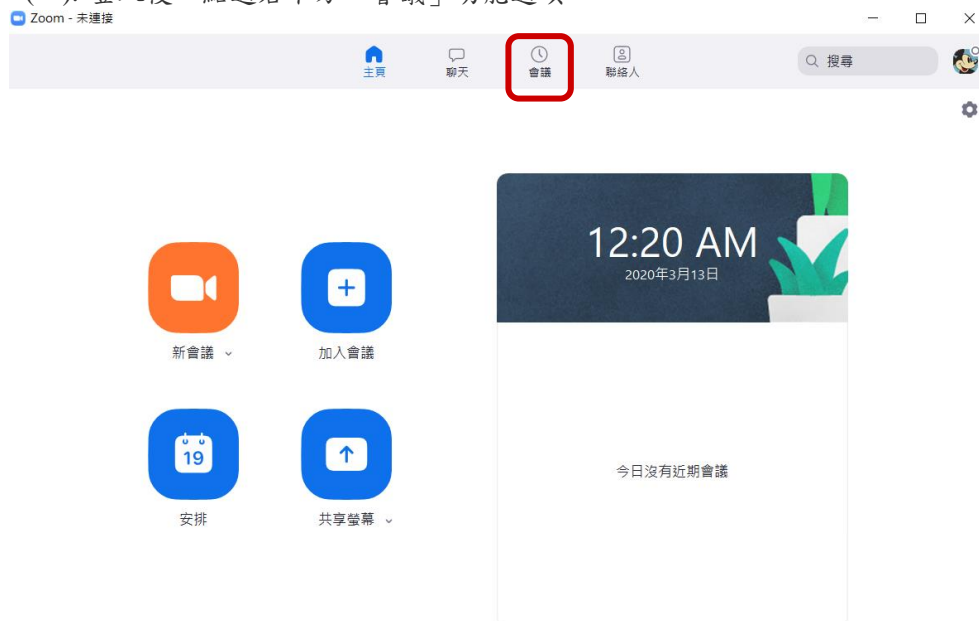 Zoom - 未連接
主頁
聊天
會議
聯絡人
搜尋
12:20 AM
2020年3月13日
新會議
加入會議
19
安排
共享螢幕
今日沒有近期會議